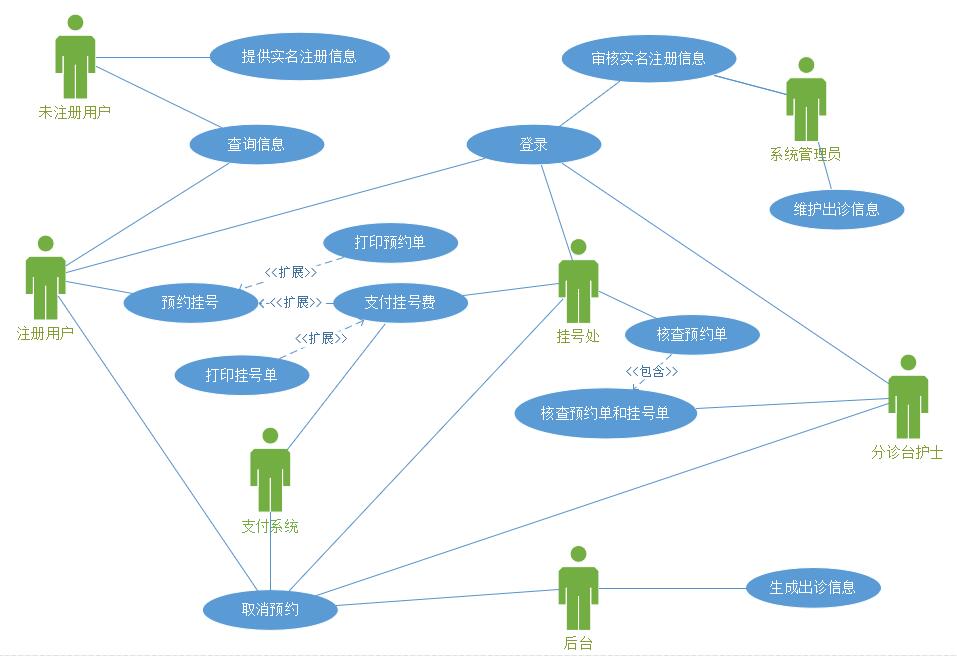 提供实名注册信息
审核实名注册信息
未注册用户
查询信息
登录
系统管理员
维护出诊信息
打印预约单
<<扩展>>
预约挂号
<<扩展>>
支付挂号费
注册用户
挂号处
核查预约单
<<扩展>>
打印挂号单
<<包含>>
核查预约单和挂号单
分诊台护士
支付系统
取消预约
生成出诊信息
后台